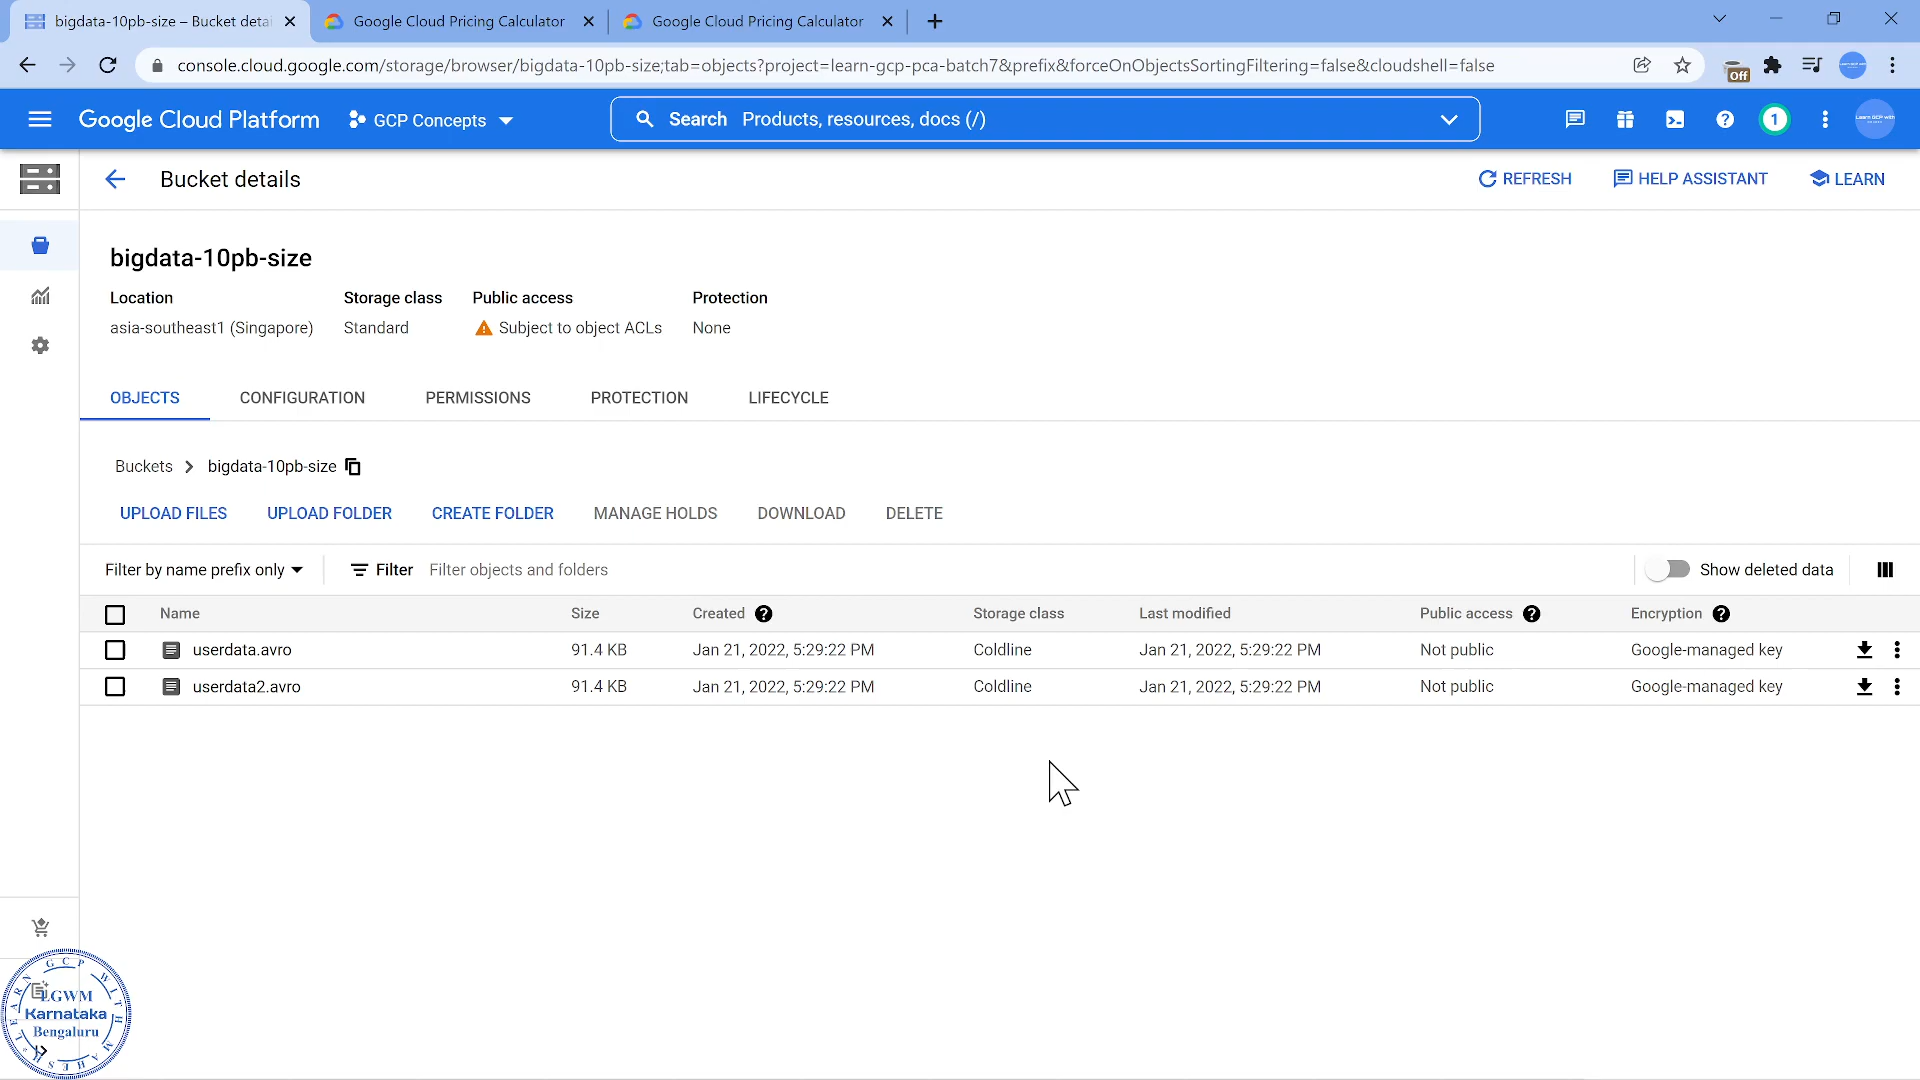 bigdata-10pb-size – Bucket detai
Google Cloud Pricing Calculator
Google Cloud Pricing Calculator
console.cloud.google.com/storage/browser/bigdata-10pb-size;tab=objects?project=learn-gcp-pca-batch7&prefix&forceOnObjectsSortingFiltering=false&cloudshell=false
Off
Google Cloud Platform
GCP Concepts
Search Products, resources, docs (/)
1
Bucket details
REFRESH
HELP ASSISTANT
LEARN
bigdata-10pb-size
Location Storage class Public access Protection
asia-southeast1 (Singapore) Standard Subject to object ACLs None
OBJECTS CONFIGURATION PERMISSIONS PROTECTION LIFECYCLE
Buckets > bigdata-10pb-size
UPLOAD FILES UPLOAD FOLDER CREATE FOLDER MANAGE HOLDS DOWNLOAD DELETE
Filter by name prefix only Filter Filter objects and folders Show deleted data
Name Size Created Storage class Last modified Public access Encryption
userdata.avro 91.4 KB Jan 21, 2022, 5:29:22 PM Coldline Jan 21, 2022, 5:29:22 PM Not public Google-managed key
userdata2.avro 91.4 KB Jan 21, 2022, 5:29:22 PM Coldline Jan 21, 2022, 5:29:22 PM Not public Google-managed key
LEARN GCP WITH MAHESH
LGWM
Karnataka
Bengaluru